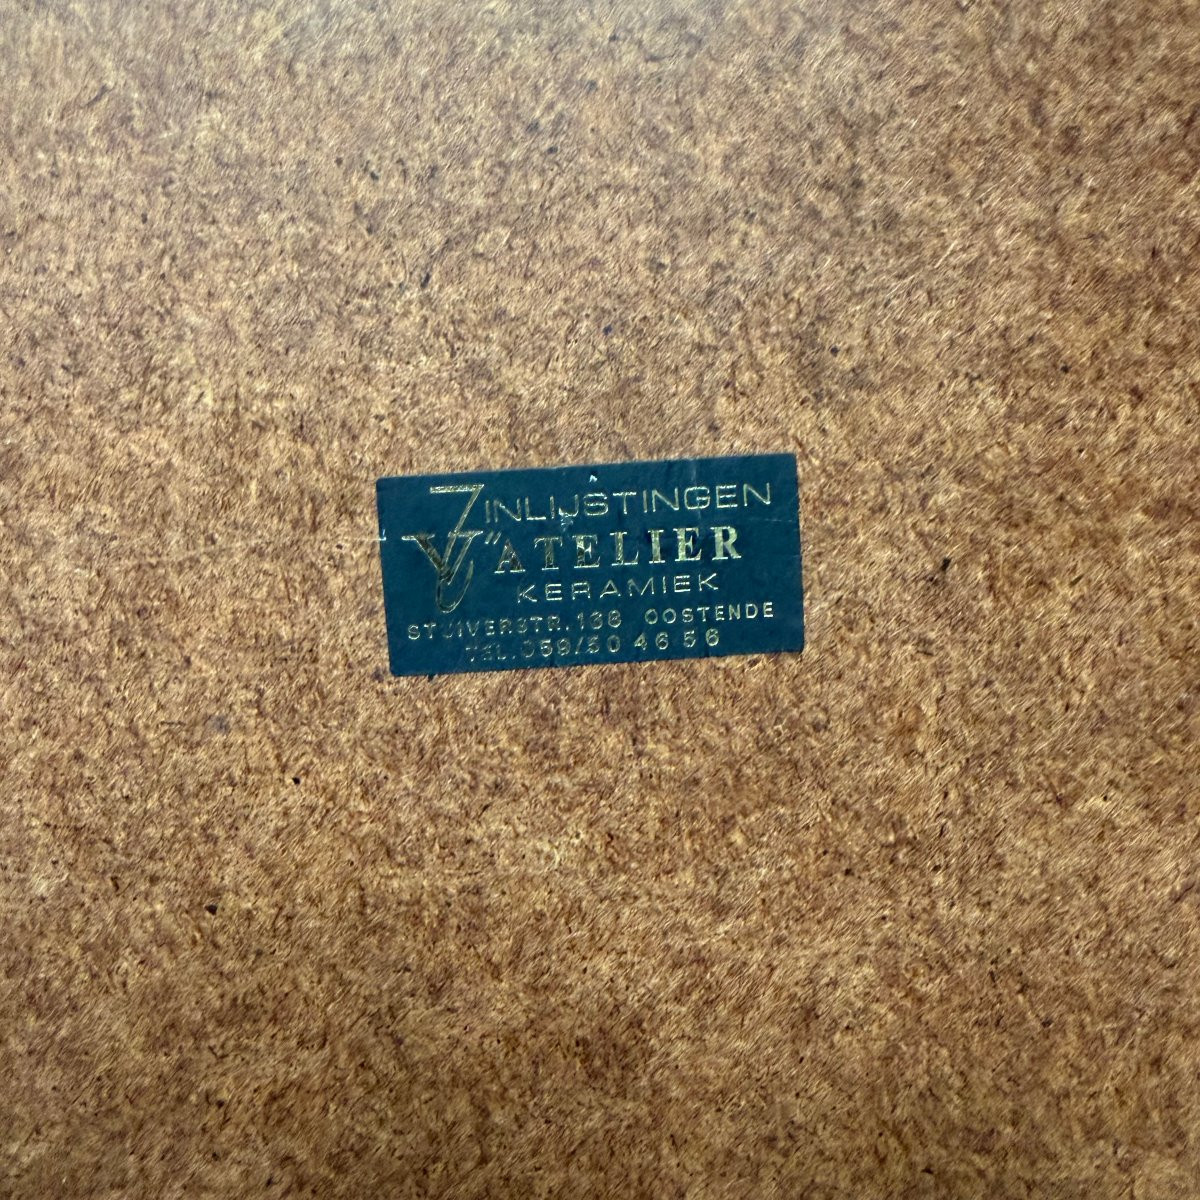 INLIJSTINGEN
"ATELIER
KERAMIEK
STUIVERSTR. 138 OOSTENDE
TEL. 059/50 46 56